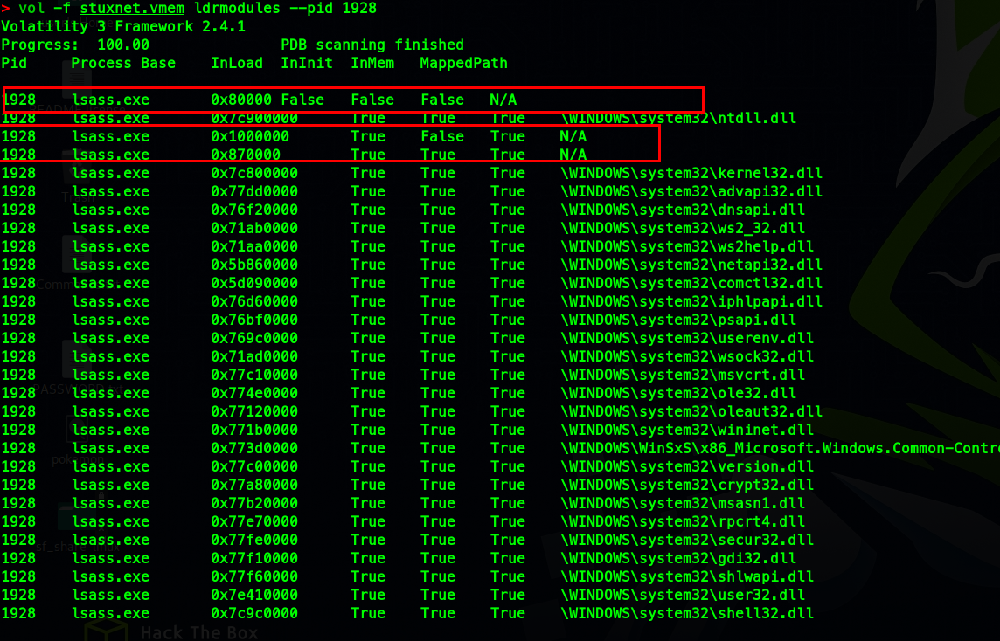 > vol -f stuxnet.vmem ldrmodules --pid 1928
Volatility 3 Framework 2.4.1
Progress:  100.00               PDB scanning finished
Pid     Process Base    InLoad  InInit  InMem   MappedPath
1928    lsass.exe       0x80000 False   False   False   N/A
1928    lsass.exe       0x7c900000      True    True    True    \WINDOWS\system32\ntdll.dll
1928    lsass.exe       0x1000000       True    False   True    N/A
1928    lsass.exe       0x870000        True    True    True    N/A
1928    lsass.exe       0x7c800000      True    True    True    \WINDOWS\system32\kernel32.dll
1928    lsass.exe       0x77dd0000      True    True    True    \WINDOWS\system32\advapi32.dll
1928    lsass.exe       0x76f20000      True    True    True    \WINDOWS\system32\dnsapi.dll
1928    lsass.exe       0x71ab0000      True    True    True    \WINDOWS\system32\ws2_32.dll
1928    lsass.exe       0x71aa0000      True    True    True    \WINDOWS\system32\ws2help.dll
1928    lsass.exe       0x5b860000      True    True    True    \WINDOWS\system32\netapi32.dll
1928    lsass.exe       0x5d090000      True    True    True    \WINDOWS\system32\comctl32.dll
1928    lsass.exe       0x76d60000      True    True    True    \WINDOWS\system32\iphlpapi.dll
1928    lsass.exe       0x76bf0000      True    True    True    \WINDOWS\system32\psapi.dll
1928    lsass.exe       0x769c0000      True    True    True    \WINDOWS\system32\userenv.dll
1928    lsass.exe       0x71ad0000      True    True    True    \WINDOWS\system32\wsock32.dll
1928    lsass.exe       0x77c10000      True    True    True    \WINDOWS\system32\msvcrt.dll
1928    lsass.exe       0x774e0000      True    True    True    \WINDOWS\system32\ole32.dll
1928    lsass.exe       0x77120000      True    True    True    \WINDOWS\system32\oleaut32.dll
1928    lsass.exe       0x771b0000      True    True    True    \WINDOWS\system32\wininet.dll
1928    lsass.exe       0x773d0000      True    True    True    \WINDOWS\WinSxS\x86_Microsoft.Windows.Common-Contro
1928    lsass.exe       0x77c00000      True    True    True    \WINDOWS\system32\version.dll
1928    lsass.exe       0x77a80000      True    True    True    \WINDOWS\system32\crypt32.dll
1928    lsass.exe       0x77b20000      True    True    True    \WINDOWS\system32\msasn1.dll
1928    lsass.exe       0x77e70000      True    True    True    \WINDOWS\system32\rpcrt4.dll
1928    lsass.exe       0x77fe0000      True    True    True    \WINDOWS\system32\secur32.dll
1928    lsass.exe       0x77f10000      True    True    True    \WINDOWS\system32\gdi32.dll
1928    lsass.exe       0x77f60000      True    True    True    \WINDOWS\system32\shlwapi.dll
1928    lsass.exe       0x7e410000      True    True    True    \WINDOWS\system32\user32.dll
1928    lsass.exe       0x7c9c0000      True    True    True    \WINDOWS\system32\shell32.dll
Hack The Box